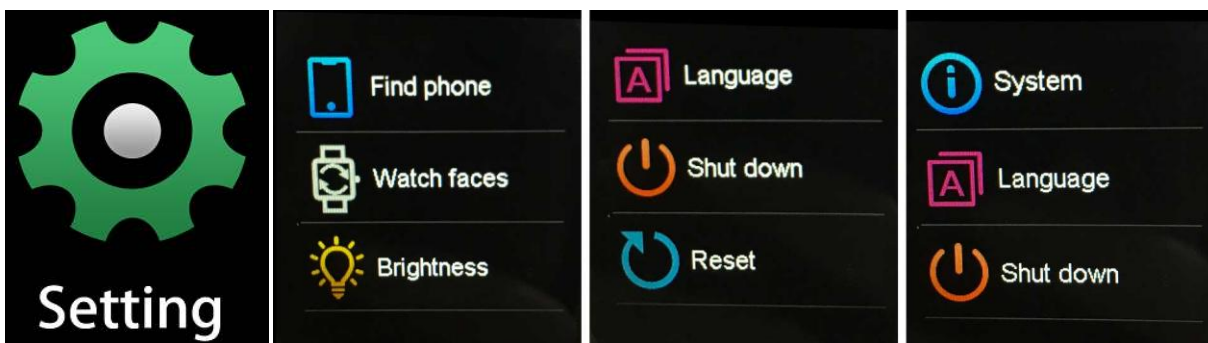 Setting
Find phone
Watch faces
Brightness
A Language
Shut down
Reset
i System
A Language
Shut down